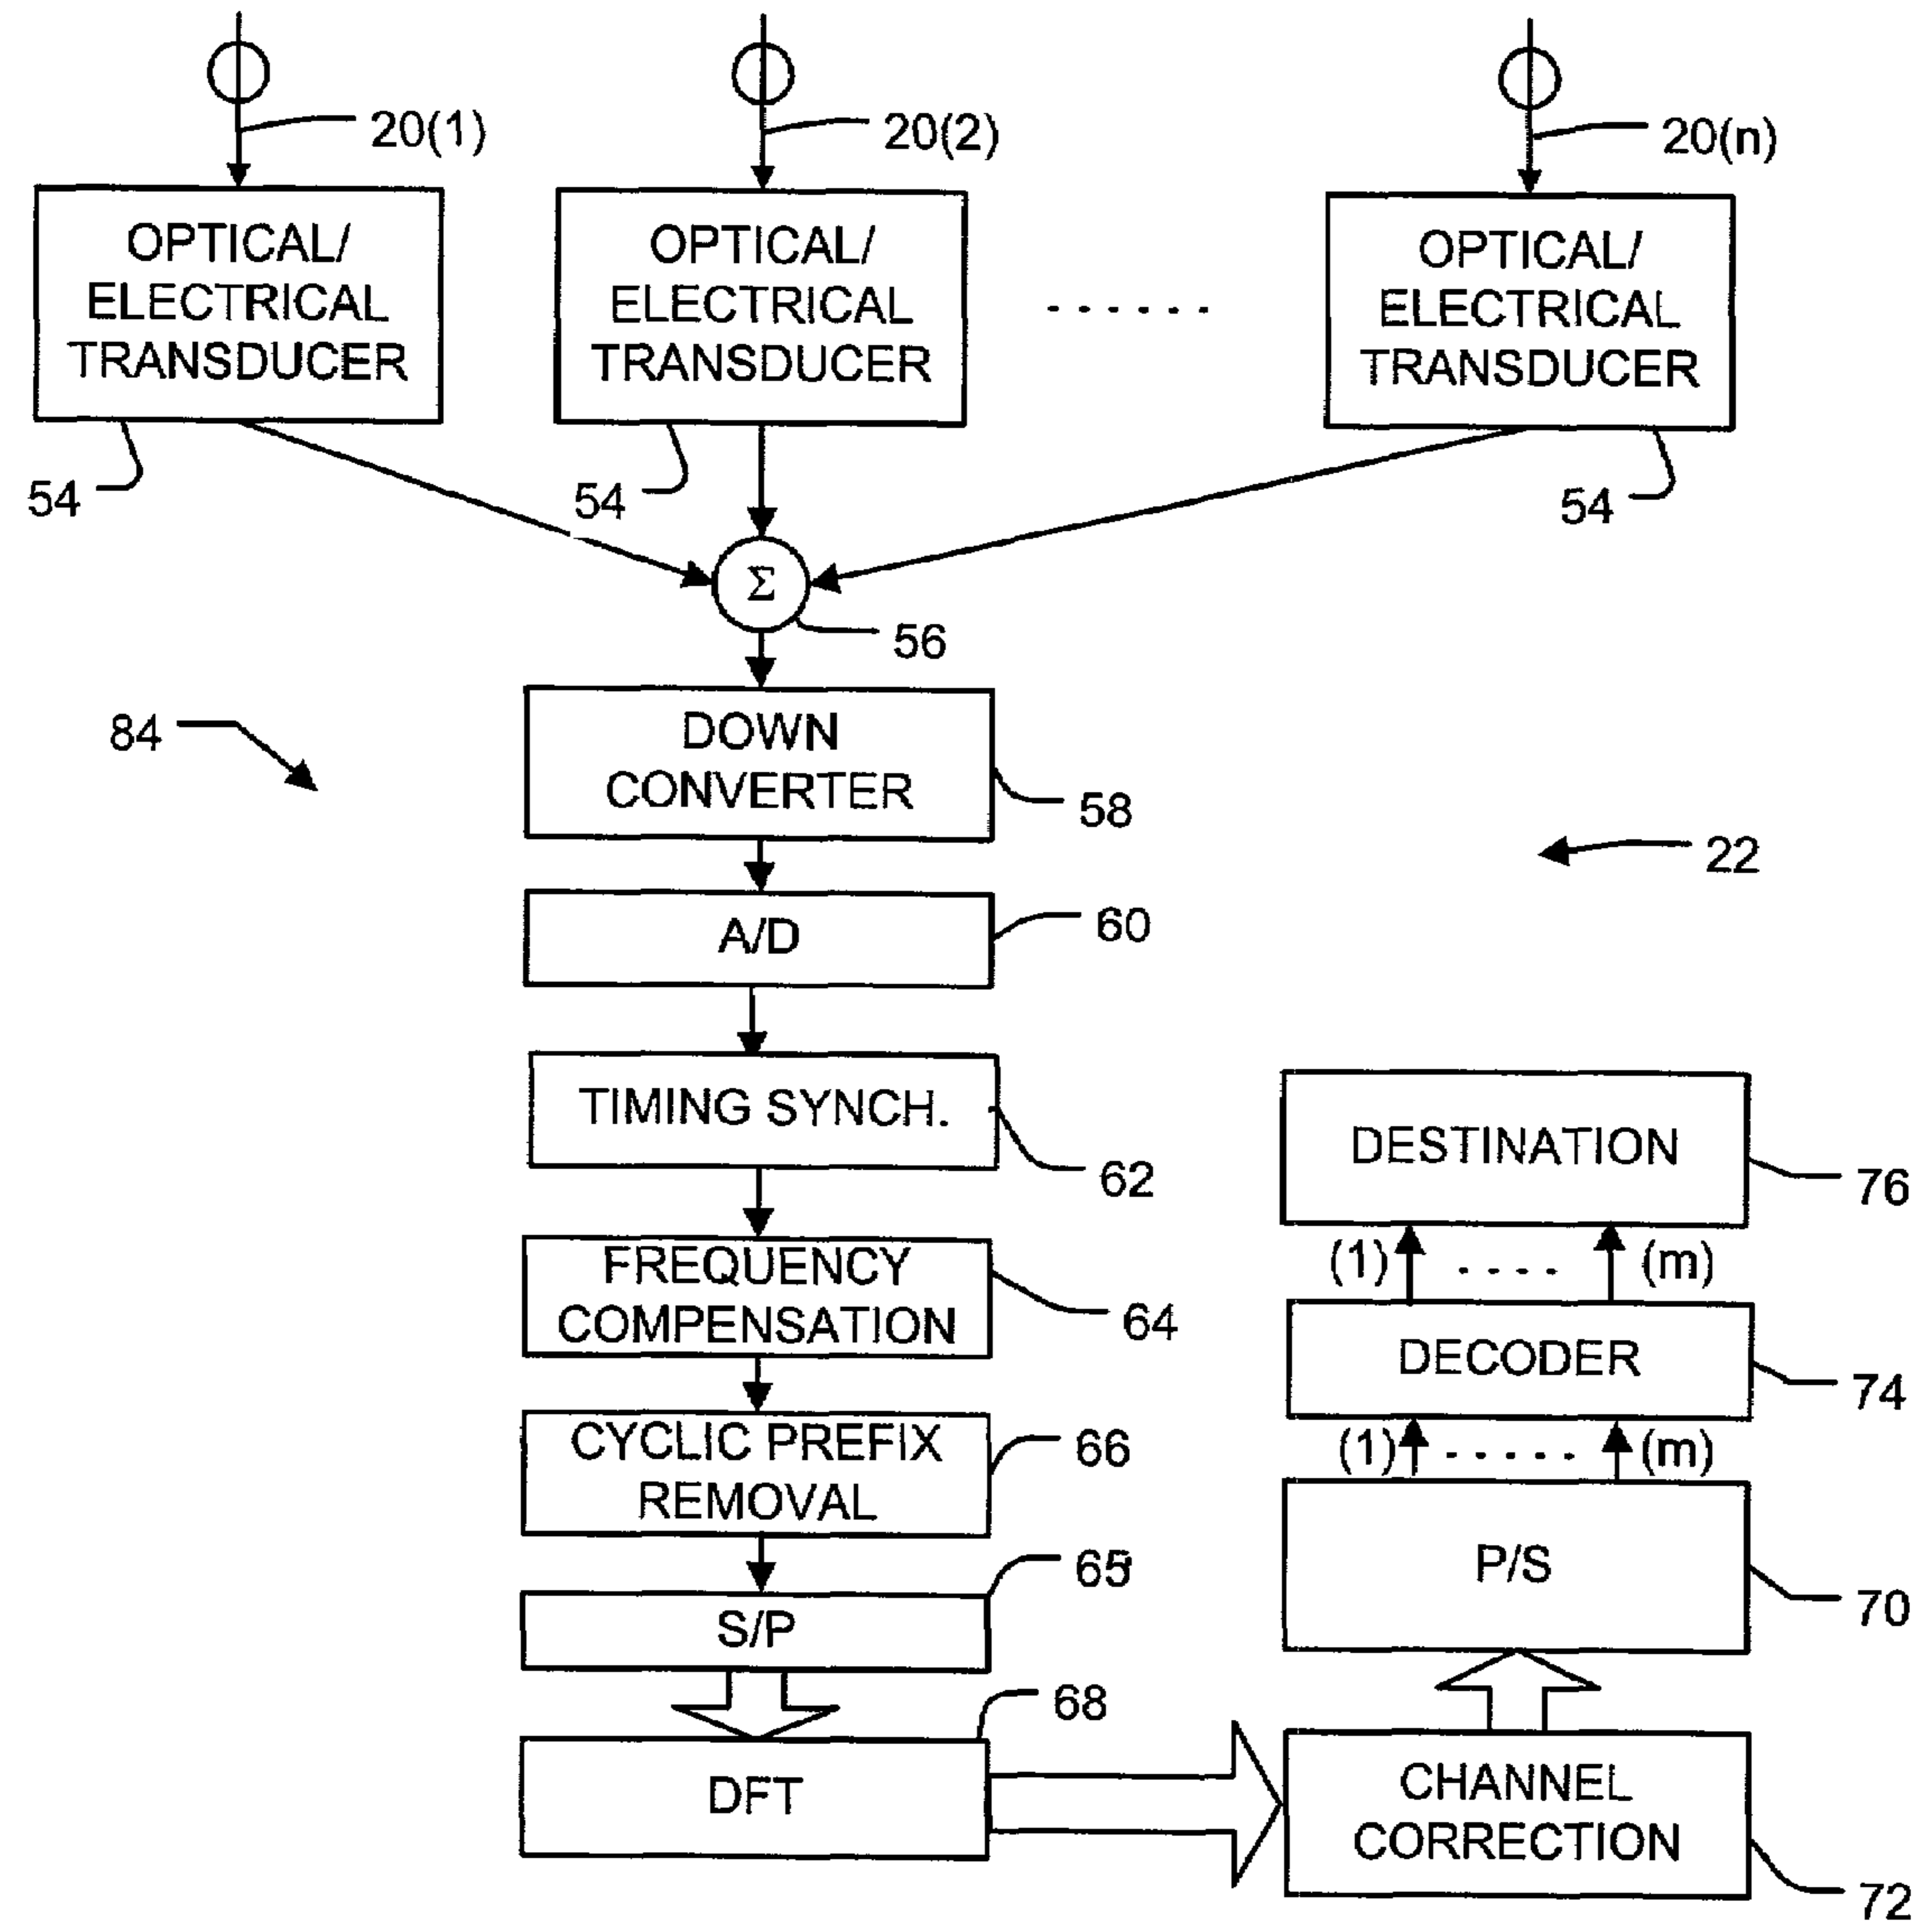 20(1)
20(2)
20(n)
OPTICAL/
ELECTRICAL
TRANSDUCER
OPTICAL/
ELECTRICAL
TRANSDUCER
. . . . . .
OPTICAL/
ELECTRICAL
TRANSDUCER
54
54
54
Σ
56
84
DOWN
CONVERTER
58
22
A/D
60
TIMING SYNCH.
62
DESTINATION
76
FREQUENCY
COMPENSATION
64
(1) . . . . (m)
DECODER
74
CYCLIC PREFIX
REMOVAL
66
(1) . . . . . (m)
65
S/P
P/S
70
68
DFT
CHANNEL
CORRECTION
72